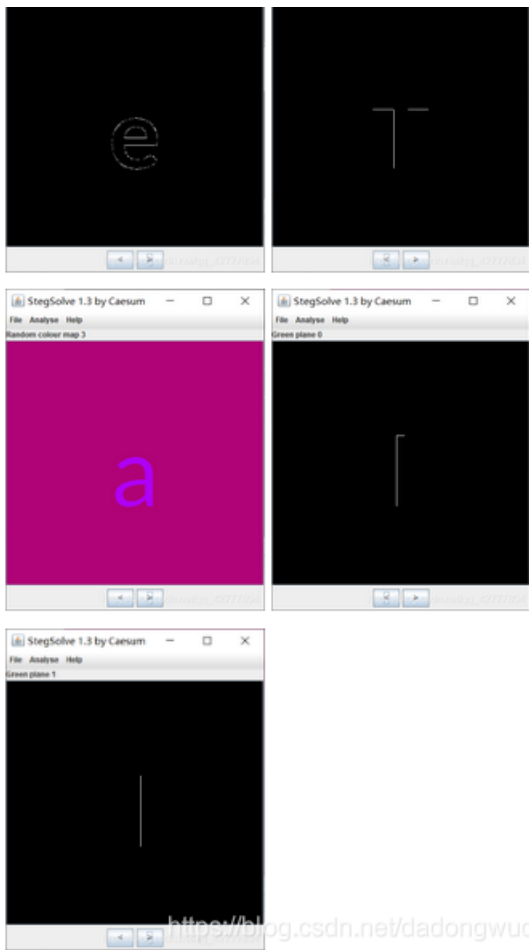 e
StegSolve 1.3 by Caesum
File Analyse Help
Random colour map 3
a
StegSolve 1.3 by Caesum
File Analyse Help
Green plane 0
StegSolve 1.3 by Caesum
File Analyse Help
Green plane 1
https://blog.csdn.net/dadongwudi